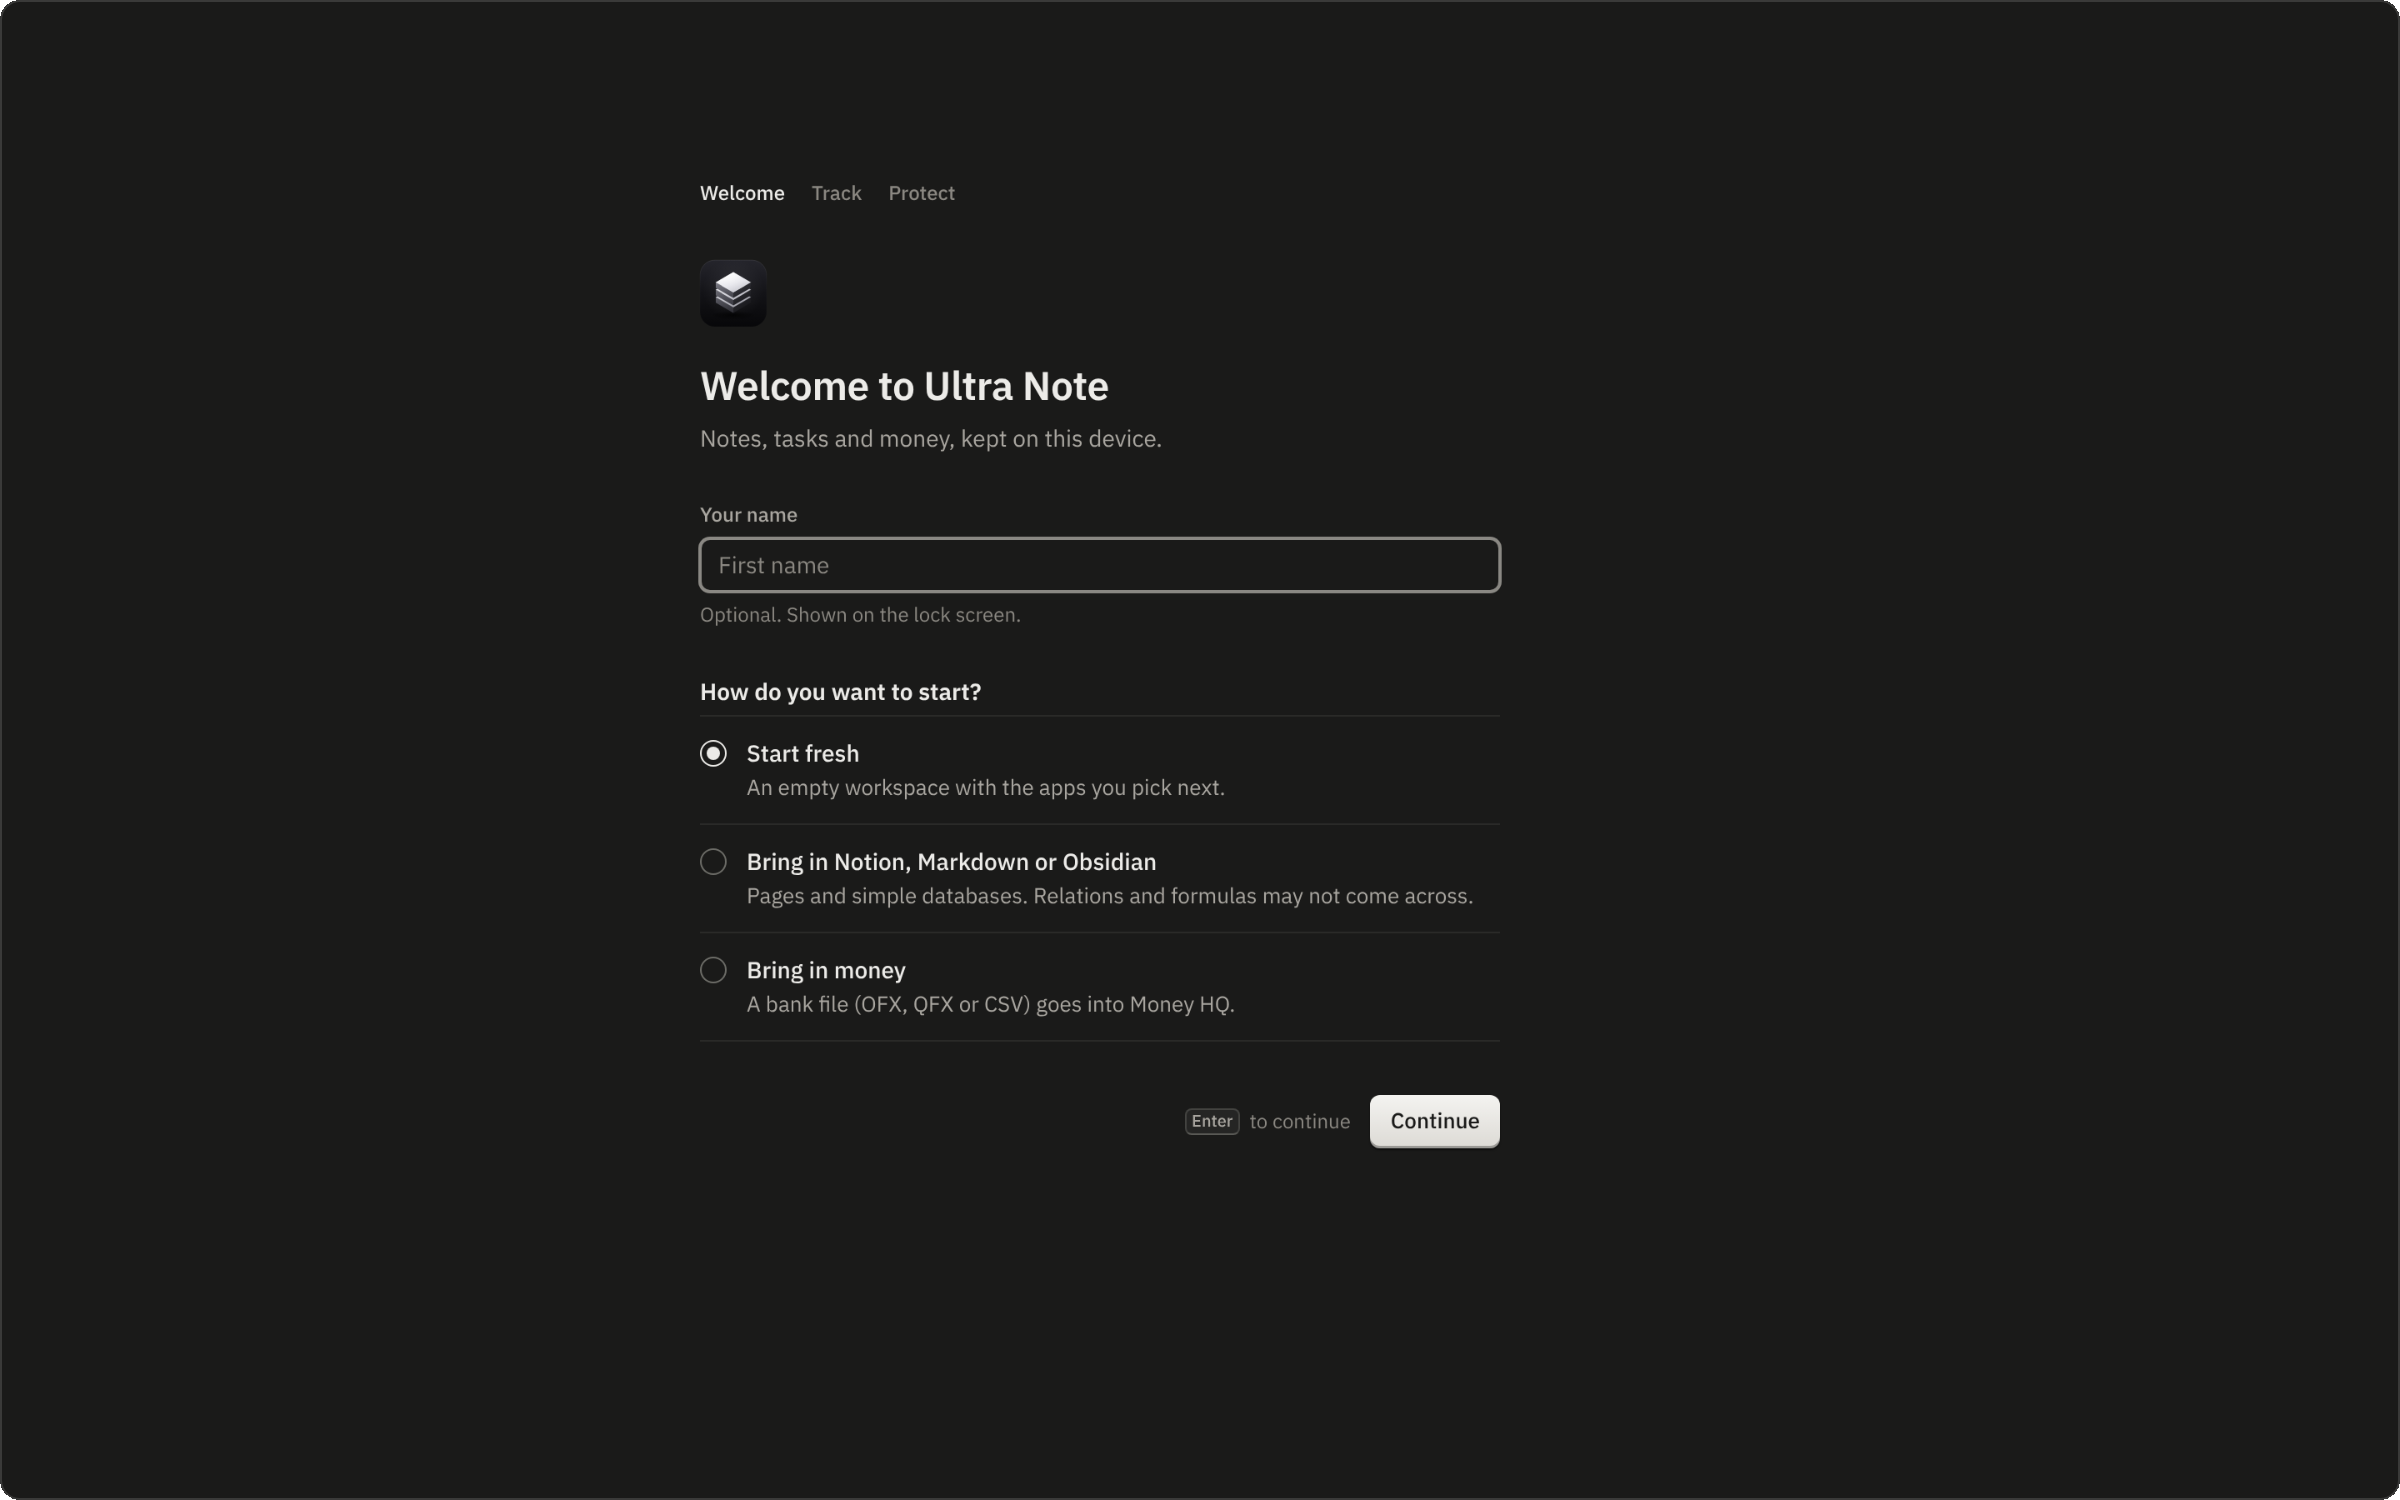 Welcome Track Protect
Welcome to Ultra Note
Notes, tasks and money, kept on this device.
Your name
First name
Optional. Shown on the lock screen.
How do you want to start?
Start fresh
An empty workspace with the apps you pick next.
Bring in Notion, Markdown or Obsidian
Pages and simple databases. Relations and formulas may not come across.
Bring in money
A bank file (OFX, QFX or CSV) goes into Money HQ.
Enter to continue Continue